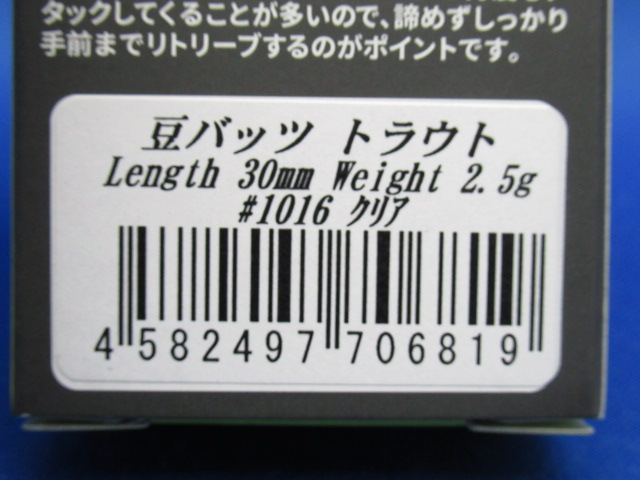 タックしてくることが多いので、諦めずしっかり
手前までリトリーブするのがポイントです。
豆バッツ トラウト
Length 30mm Weight 2.5g
#1016 クリア
4 582497 706819